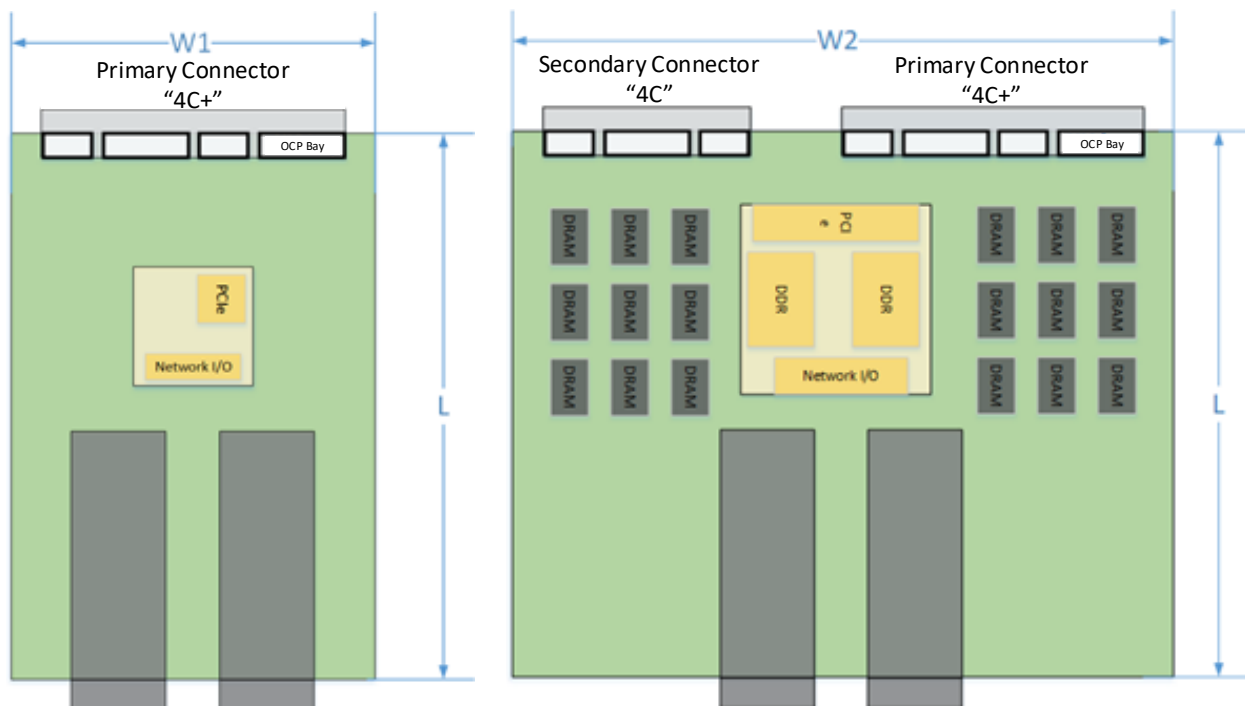 W1
Primary Connector
“4C+”
OCP Bay
PCIe
Network I/O
L
W2
Secondary Connector
“4C”
Primary Connector
“4C+”
OCP Bay
DRAM
DRAM
DRAM
PCI
e
DRAM
DRAM
DRAM
DRAM
DRAM
DRAM
DDR
DDR
DRAM
DRAM
DRAM
DRAM
DRAM
DRAM
Network I/O
DRAM
DRAM
DRAM
L